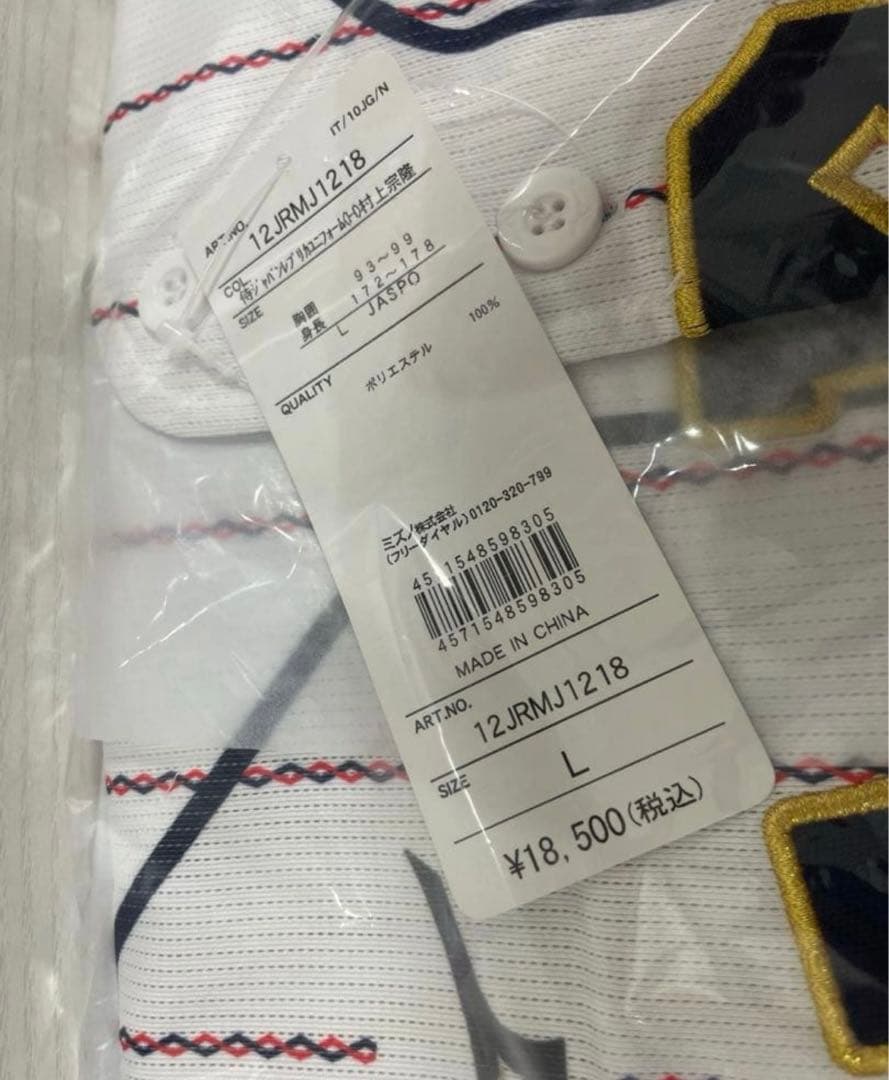 IT/10JG/N
ART.NO. 12JRMJ1218
COL. 侍ジャパンレプリカユニフォーム(J-O村上宗隆
SIZE 胸囲 93~99
身長 172~178
L JASPO
QUALITY
ポリエステル 100%
ミズノ株式会社
(フリーダイヤル)0120-320-799
4571548598305
4571548598305
MADE IN CHINA
ART.NO. 12JRMJ1218
SIZE L
¥18,500(税込)